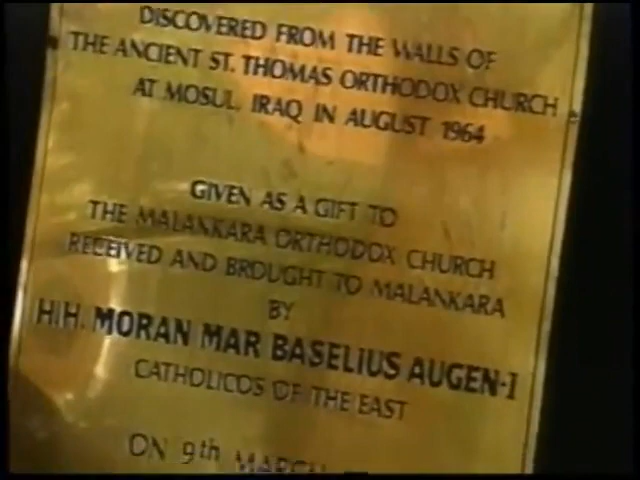 DISCOVERED FROM THE WALLS OF
THE ANCIENT ST. THOMAS ORTHODOX CHURCH
AT MOSUL, IRAQ IN AUGUST 1964
GIVEN AS A GIFT TO
THE MALANKARA ORTHODOX CHURCH
RECEIVED AND BROUGHT TO MALANKARA
BY
H.H. MORAN MAR BASELIUS AUGEN-I
CATHOLICOS OF THE EAST
ON 9th MARCH